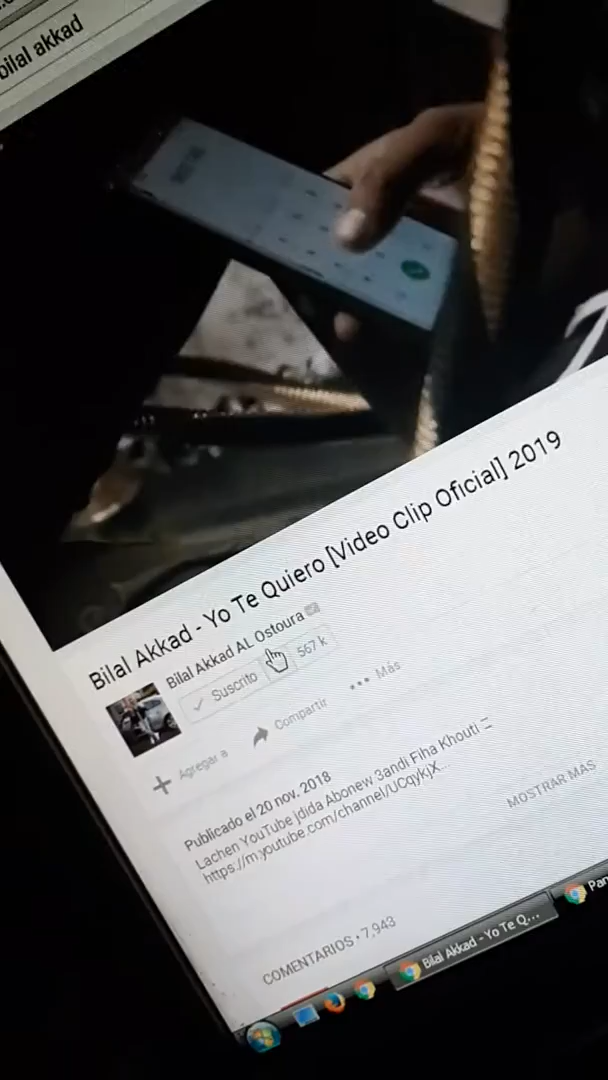 bilal akkad
Bilal Akkad - Yo Te Quiero [Video Clip Oficial] 2019
Bilal Akkad AL Ostoura
Suscrito 567 k
Agregar a Compartir Más
Publicado el 20 nov. 2018
Lachen YouTube jdida Abonew 3andi Fiha Khouti
https://m.youtube.com/channel/UCqykjX...
MOSTRAR MÁS
COMENTARIOS • 7,943
Bilal Akkad - Yo Te Q...
Pan